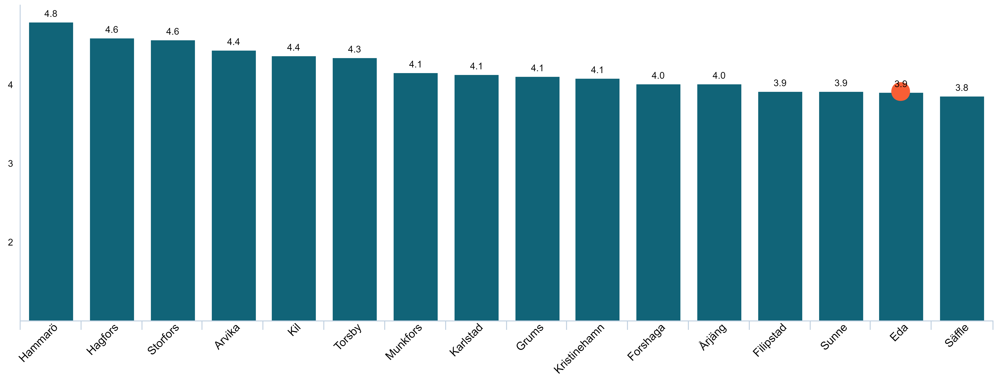 4.8
4.6
4.6
4.4
4.4
4.3
4.1
4.1
4.1
4.1
4.0
4.0
3.9
3.9
3.9
3.8
4
3
2
Hammarö
Hagfors
Storfors
Arvika
Kil
Torsby
Munkfors
Karlstad
Grums
Kristinehamn
Forshaga
Årjäng
Filipstad
Sunne
Eda
Säffle